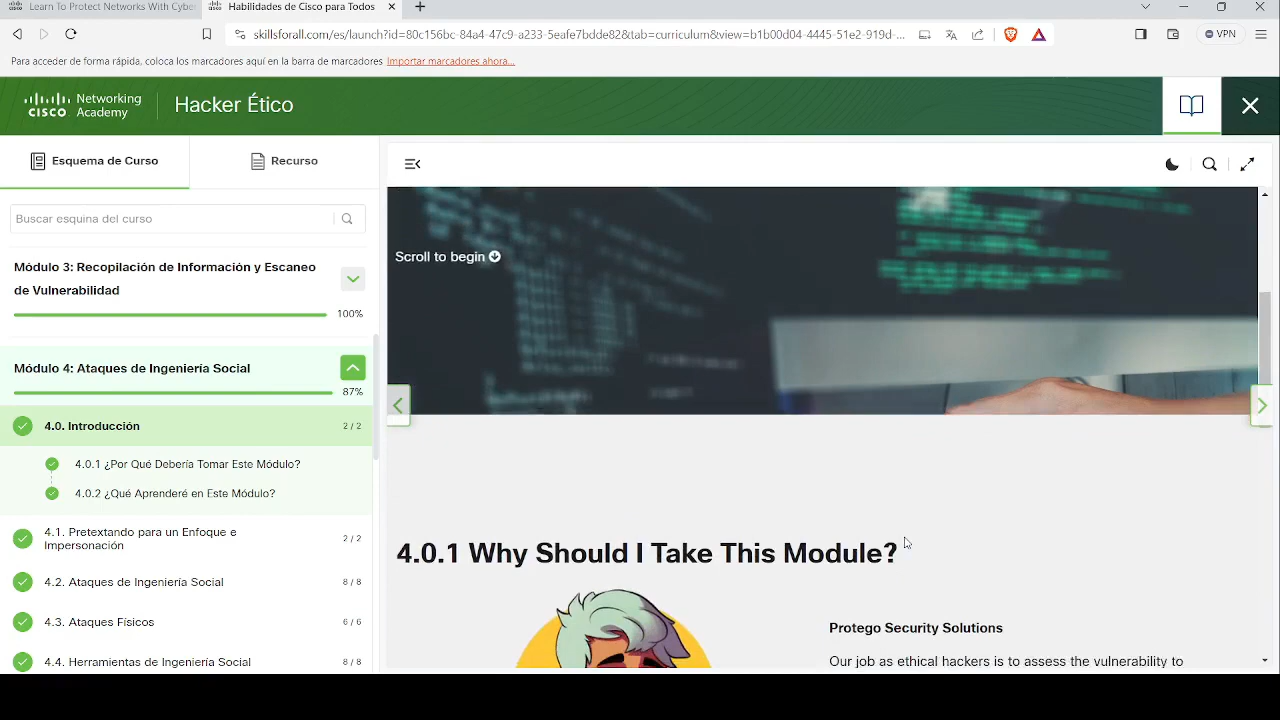 Learn To Protect Networks With Cyber
Habilidades de Cisco para Todos
skillsforall.com/es/launch?id=80c156bc-84a4-47c9-a233-5eafe7bdde82&tab=curriculum&view=b1b00d04-4445-51e2-919d-...
VPN
Para acceder de forma rápida, coloca los marcadores aquí en la barra de marcadores Importar marcadores ahora...
Networking
CISCO Academy
Hacker Ético
Esquema de Curso
Recurso
Buscar esquina del curso
Módulo 3: Recopilación de Información y Escaneo
de Vulnerabilidad
100%
Módulo 4: Ataques de Ingeniería Social
87%
4.0. Introducción 2 / 2
4.0.1 ¿Por Qué Debería Tomar Este Módulo?
4.0.2 ¿Qué Aprenderé en Este Módulo?
4.1. Pretextando para un Enfoque e
Impersonación 2 / 2
4.2. Ataques de Ingeniería Social 8 / 8
4.3. Ataques Físicos 6 / 6
4.4. Herramientas de Ingeniería Social 8 / 8
Scroll to begin
4.0.1 Why Should I Take This Module?
Protego Security Solutions
Our job as ethical hackers is to assess the vulnerability to